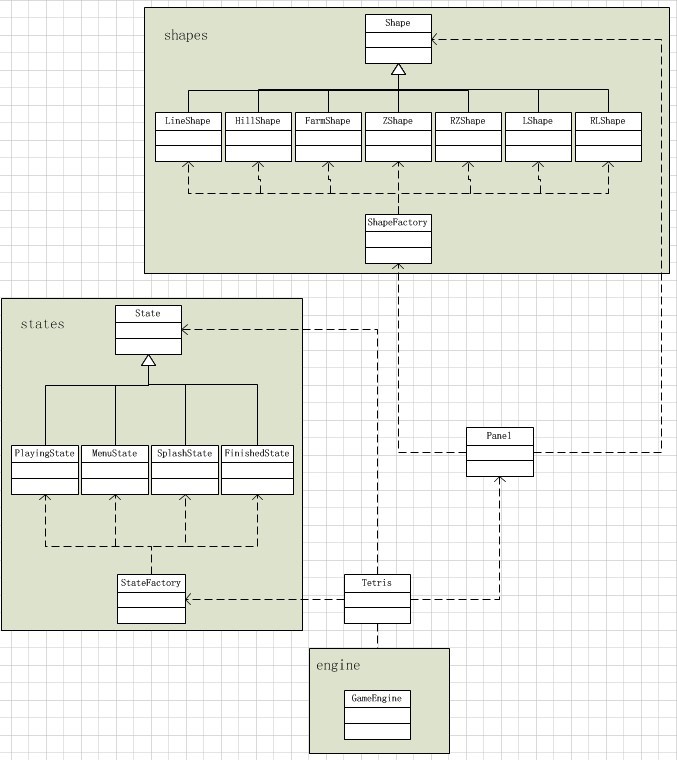 Shape
shapes
LineShape
HillShape
FarmShape
ZShape
RZShape
LShape
RLShape
ShapeFactory
State
states
Panel
PlayingState
MenuState
SplashState
FinishedState
StateFactory
Tetris
engine
GameEngine